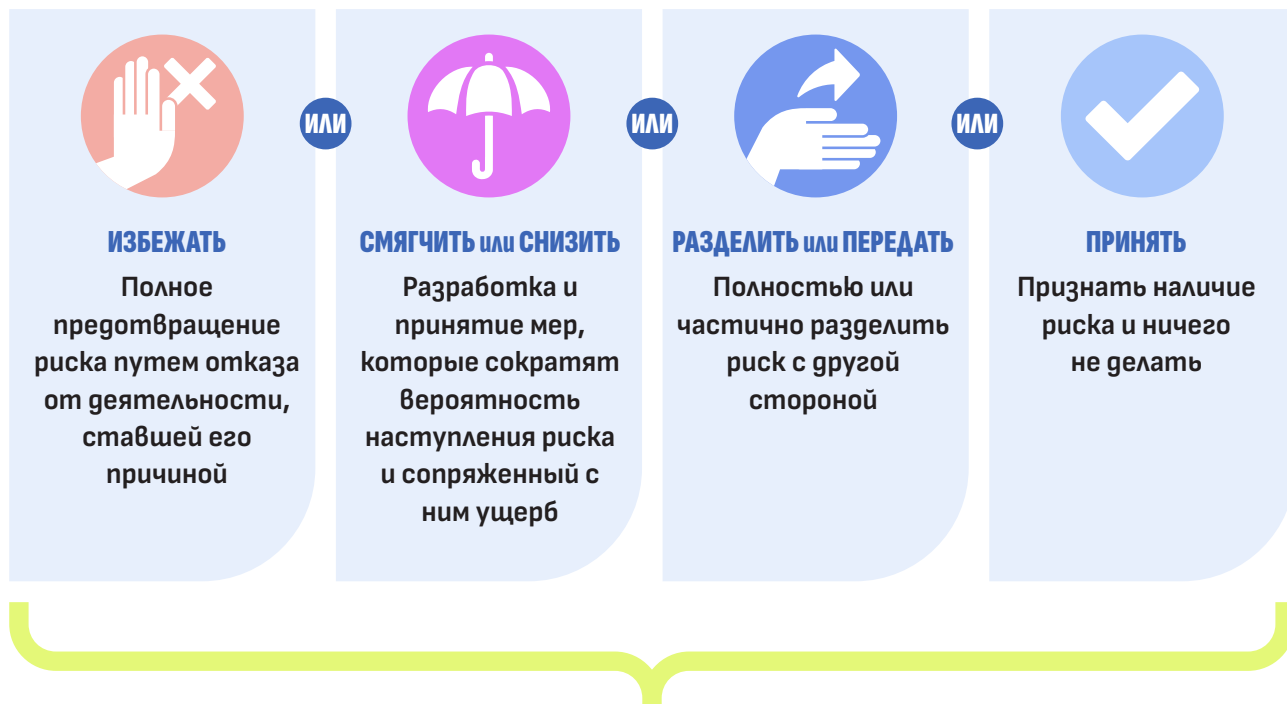 ИЗБЕЖАТЬ
Полное
предотвращение
риска путем отказа
от деятельности,
ставшей его
причиной
ИЛИ
СМЯГЧИТЬ или СНИЗИТЬ
Разработка и
принятие мер,
которые сократят
вероятность
наступления риска
и сопряженный с
ним ущерб
ИЛИ
РАЗДЕЛИТЬ или ПЕРЕДАТЬ
Полностью или
частично разделить
риск с другой
стороной
ИЛИ
ПРИНЯТЬ
Признать наличие
риска и ничего
не делать